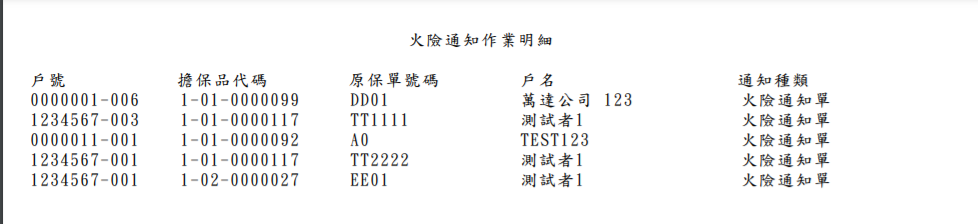 火險通知作業明細
戶號 擔保品代碼 原保單號碼 戶名 通知種類
0000001-006 1-01-0000099 DD01 萬達公司 123 火險通知單
1234567-003 1-01-0000117 TT1111 測試者1 火險通知單
0000011-001 1-01-0000092 A0 TEST123 火險通知單
1234567-001 1-01-0000117 TT2222 測試者1 火險通知單
1234567-001 1-02-0000027 EE01 測試者1 火險通知單